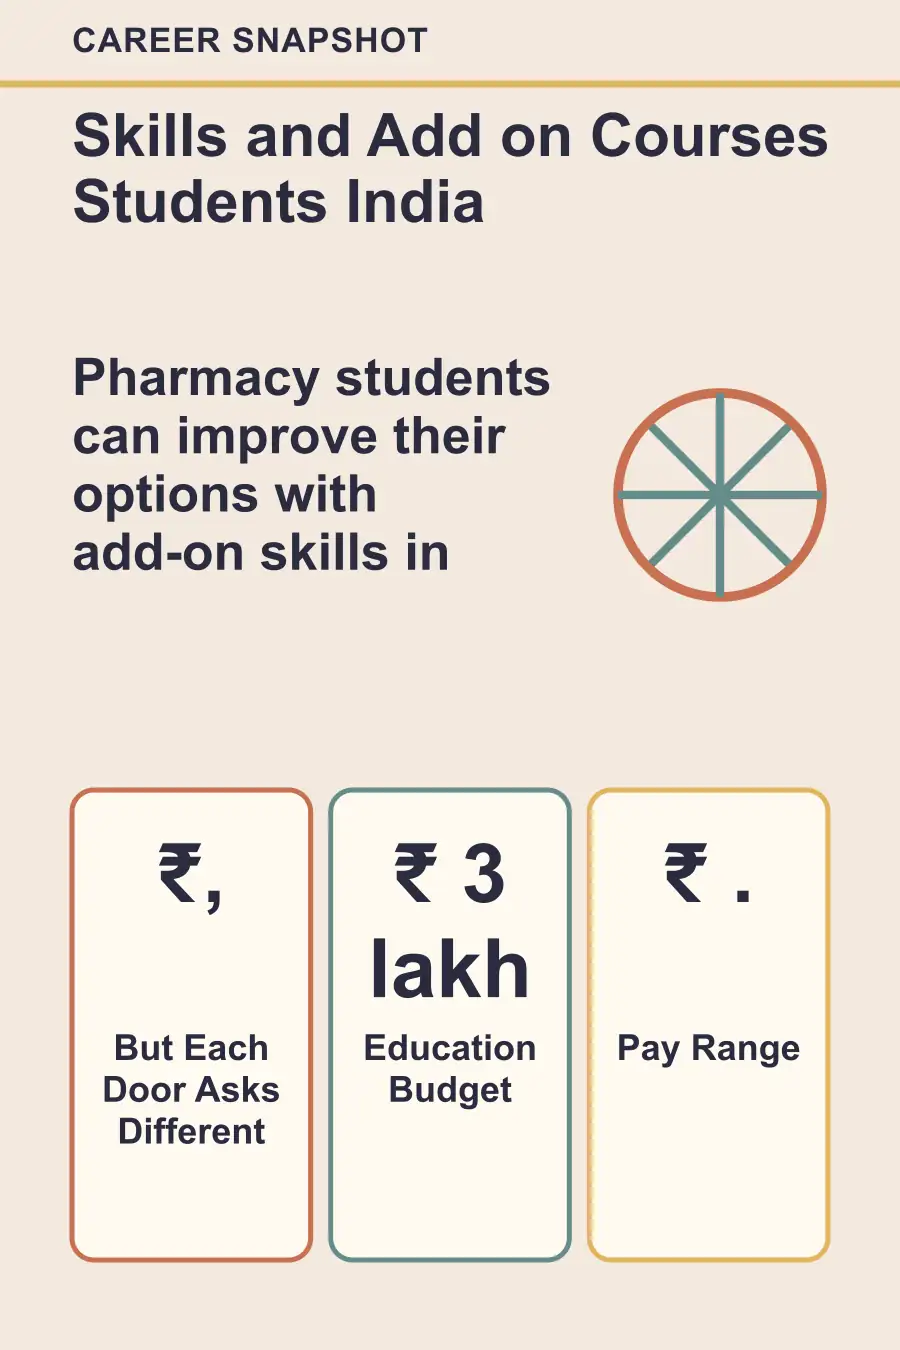 CAREER SNAPSHOT
Skills and Add on Courses
Students India
Pharmacy students
can improve their
options with
add-on skills in
₹,
But Each
Door Asks
Different
₹ 3
lakh
Education
Budget
₹ .
Pay Range